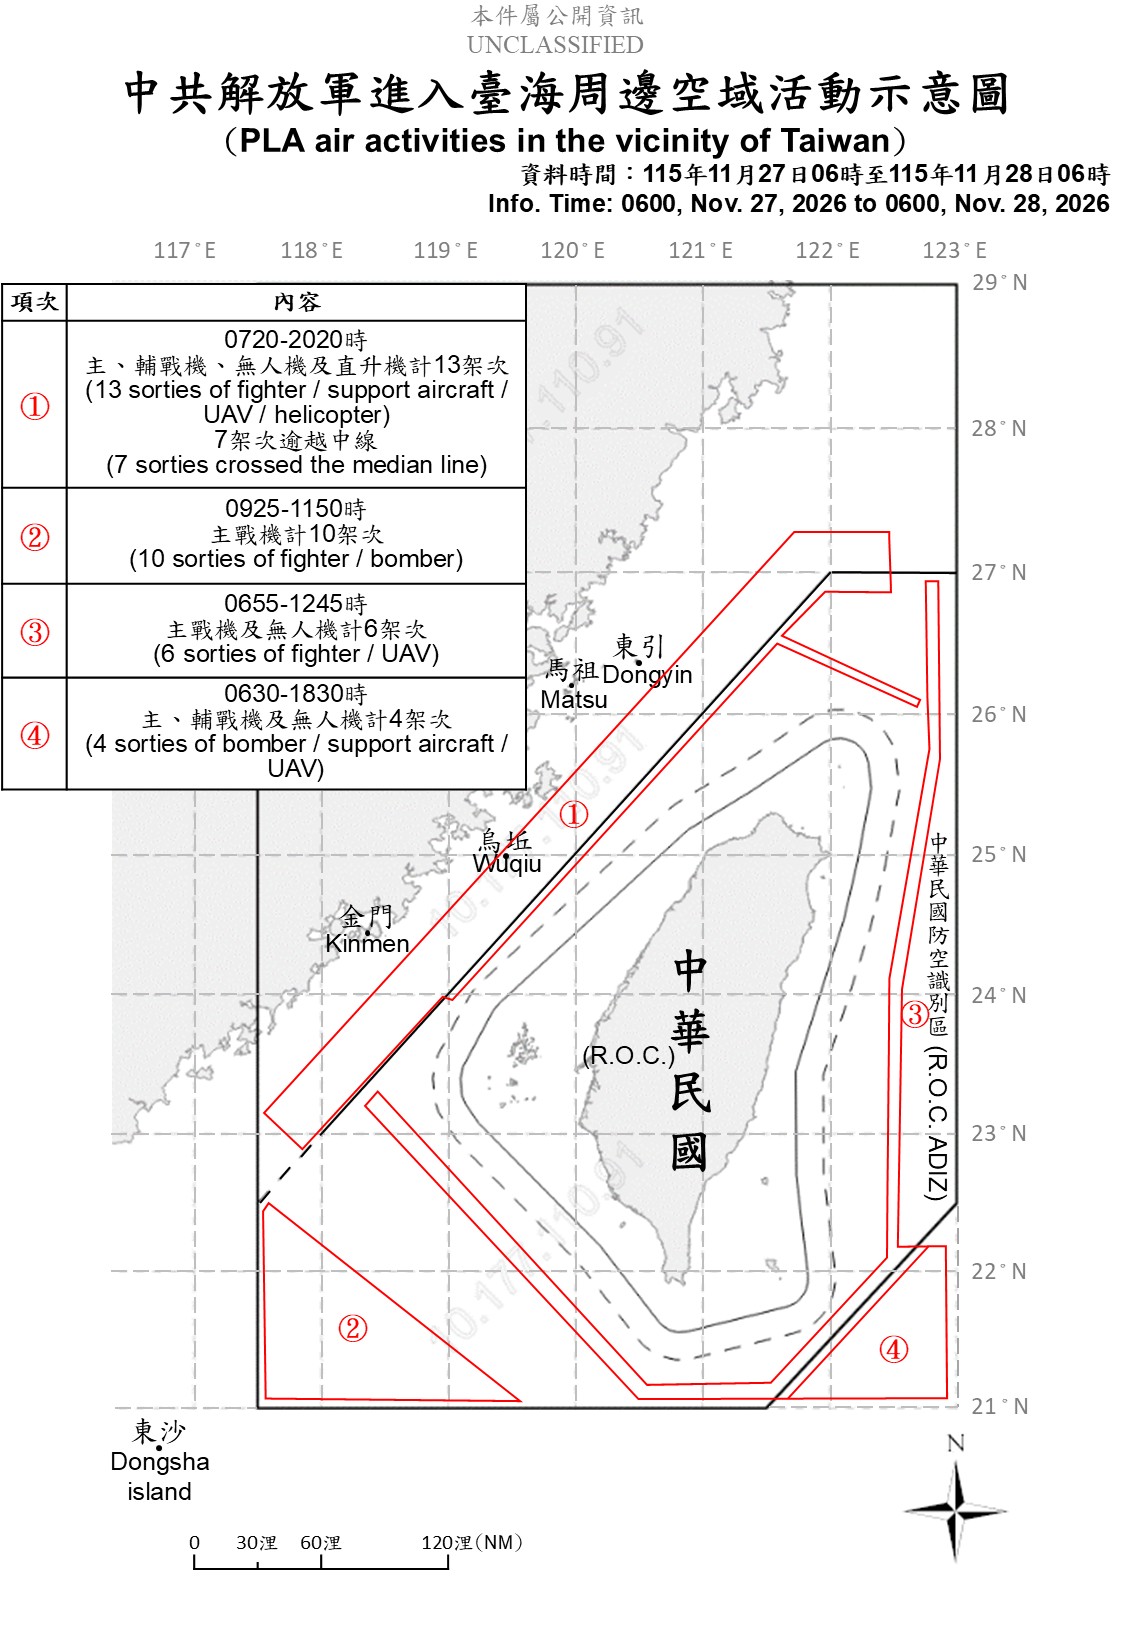 本件屬公開資訊
UNCLASSIFIED
中共解放軍進入臺海周邊空域活動示意圖
(PLA air activities in the vicinity of Taiwan)
資料時間：115年11月27日06時至115年11月28日06時
Info. Time: 0600, Nov. 27, 2026 to 0600, Nov. 28, 2026
117°E 118°E 119°E 120°E 121°E 122°E 123°E
29°N
28°N
27°N
26°N
25°N
24°N
23°N
22°N
21°N
項次 內容
①
0720-2020時
主、輔戰機、無人機及直升機計13架次
(13 sorties of fighter / support aircraft /
UAV / helicopter)
7架次逾越中線
(7 sorties crossed the median line)
②
0925-1150時
主戰機計10架次
(10 sorties of fighter / bomber)
③
0655-1245時
主戰機及無人機計6架次
(6 sorties of fighter / UAV)
④
0630-1830時
主、輔戰機及無人機計4架次
(4 sorties of bomber / support aircraft /
UAV)
東引
Dongyin
馬祖
Matsu
①
烏坵
Wuqiu
金門
Kinmen
中華民國
(R.O.C.)
中華民國防空識別區 (R.O.C. ADIZ)
③
②
④
10.177.110.91
東沙
Dongsha
island
N
0 30浬 60浬 120浬(NM)